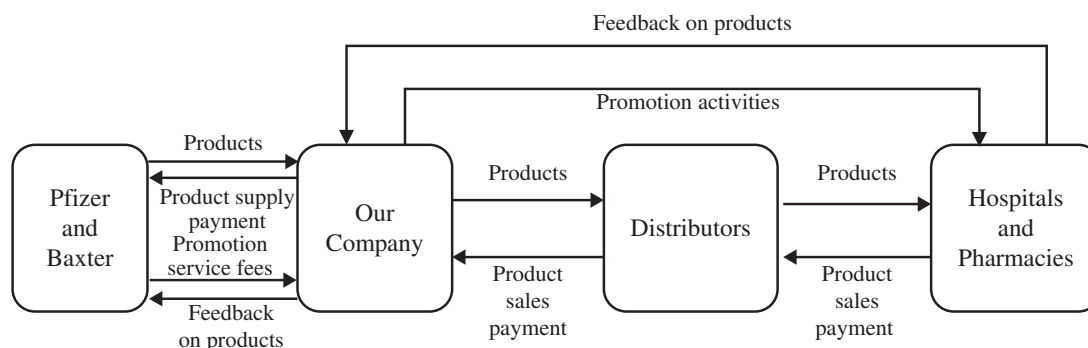 Feedback on products
Promotion activities
Products
Product supply
payment
Promotion
service fees
Feedback
on products
Pfizer
and
Baxter
Our
Company
Products
Product
sales
payment
Distributors
Products
Product
sales
payment
Hospitals
and
Pharmacies